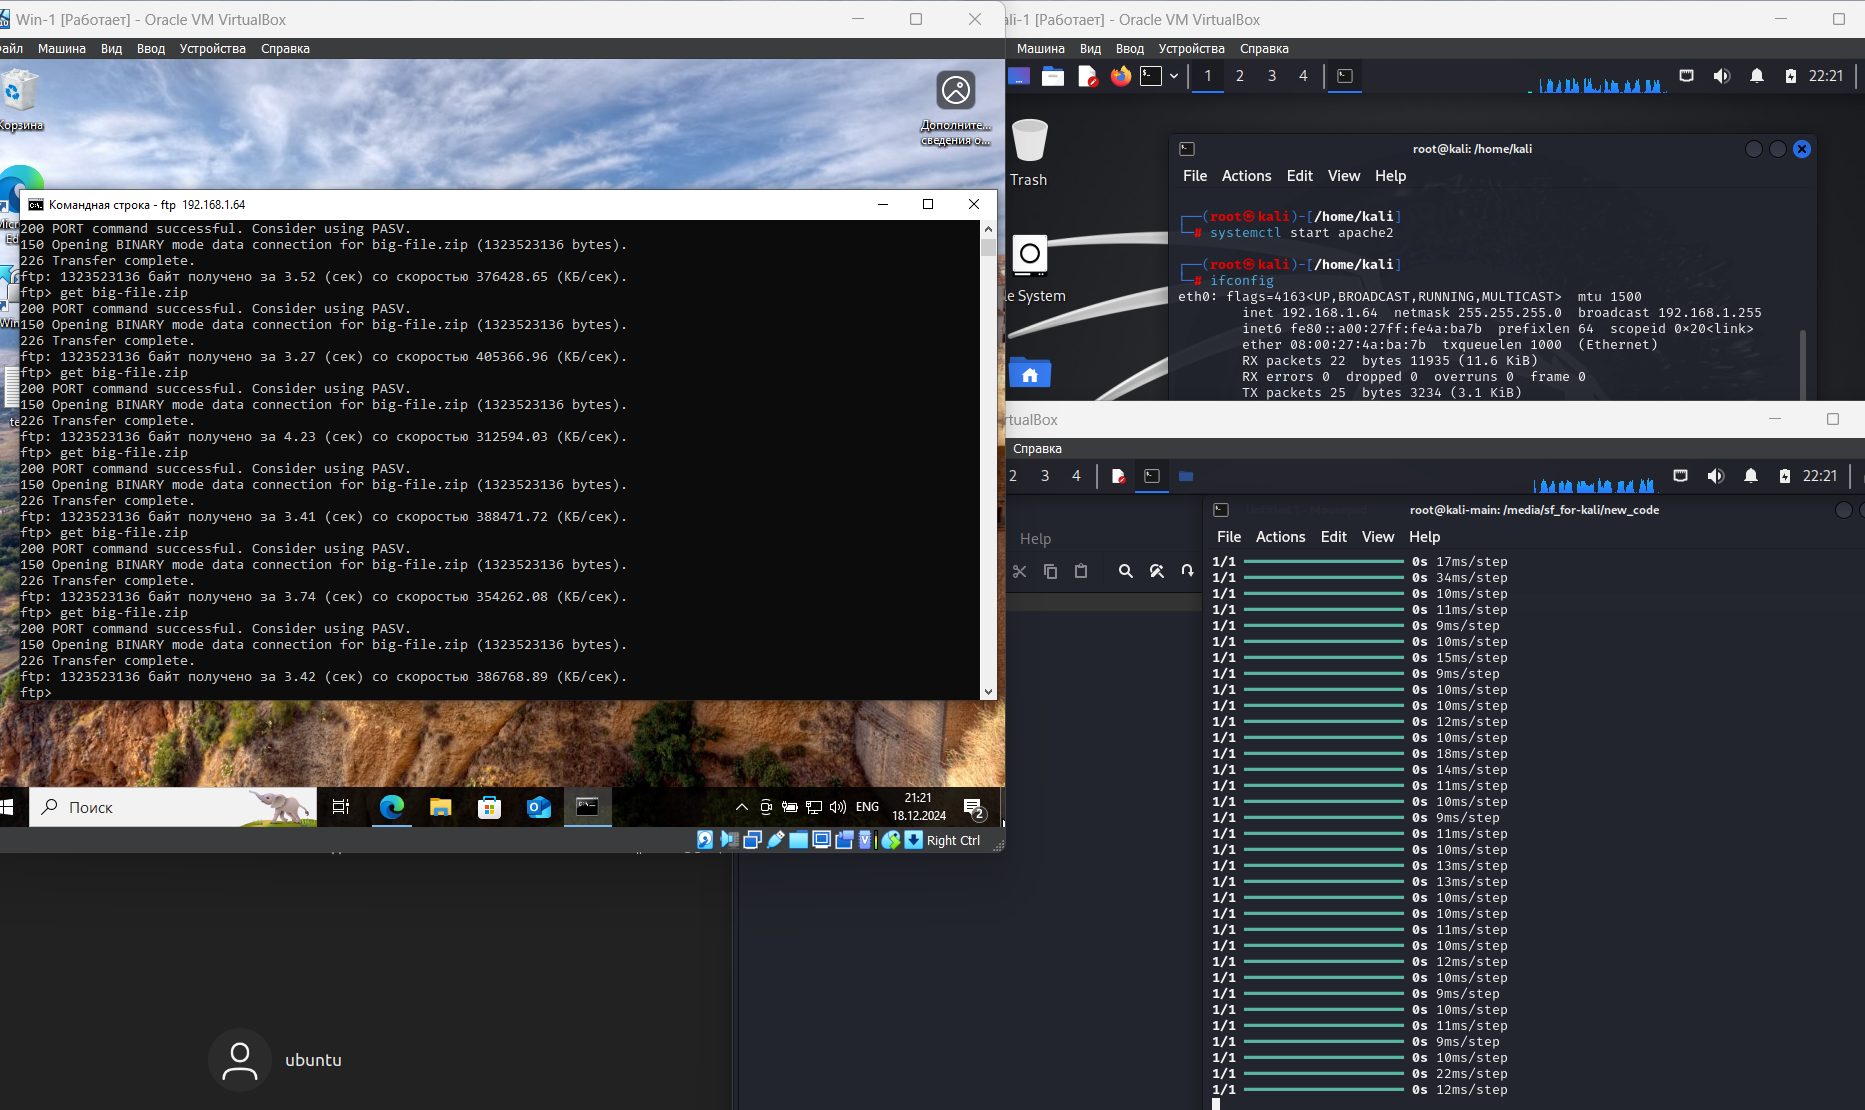 Win-1 [Работает] - Oracle VM VirtualBox
Машина Вид Ввод Устройства Справка
Корзина
Дополните...
сведения о...
Командная строка - ftp 192.168.1.64
200 PORT command successful. Consider using PASV.
150 Opening BINARY mode data connection for big-file.zip (1323523136 bytes).
226 Transfer complete.
ftp: 1323523136 байт получено за 3.52 (сек) со скоростью 376428.65 (КБ/сек).
ftp> get big-file.zip
200 PORT command successful. Consider using PASV.
150 Opening BINARY mode data connection for big-file.zip (1323523136 bytes).
226 Transfer complete.
ftp: 1323523136 байт получено за 3.27 (сек) со скоростью 405366.96 (КБ/сек).
ftp> get big-file.zip
200 PORT command successful. Consider using PASV.
150 Opening BINARY mode data connection for big-file.zip (1323523136 bytes).
226 Transfer complete.
ftp: 1323523136 байт получено за 4.23 (сек) со скоростью 312594.03 (КБ/сек).
ftp> get big-file.zip
200 PORT command successful. Consider using PASV.
150 Opening BINARY mode data connection for big-file.zip (1323523136 bytes).
226 Transfer complete.
ftp: 1323523136 байт получено за 3.41 (сек) со скоростью 388471.72 (КБ/сек).
ftp> get big-file.zip
200 PORT command successful. Consider using PASV.
150 Opening BINARY mode data connection for big-file.zip (1323523136 bytes).
226 Transfer complete.
ftp: 1323523136 байт получено за 3.74 (сек) со скоростью 354262.08 (КБ/сек).
ftp> get big-file.zip
200 PORT command successful. Consider using PASV.
150 Opening BINARY mode data connection for big-file.zip (1323523136 bytes).
226 Transfer complete.
ftp: 1323523136 байт получено за 3.42 (сек) со скоростью 386768.89 (КБ/сек).
ftp>
Поиск
ENG
21:21
18.12.2024
2
Right Ctrl
ubuntu
ali-1 [Работает] - Oracle VM VirtualBox
Машина Вид Ввод Устройства Справка
1 2 3 4
22:21
Trash
le System
root@kali: /home/kali
File Actions Edit View Help
┌──(root㉿kali)-[/home/kali]
└─# systemctl start apache2
┌──(root㉿kali)-[/home/kali]
└─# ifconfig
eth0: flags=4163<UP,BROADCAST,RUNNING,MULTICAST> mtu 1500
inet 192.168.1.64 netmask 255.255.255.0 broadcast 192.168.1.255
inet6 fe80::a00:27ff:fe4a:ba7b prefixlen 64 scopeid 0×20<link>
ether 08:00:27:4a:ba:7b txqueuelen 1000 (Ethernet)
RX packets 22 bytes 11935 (11.6 KiB)
RX errors 0 dropped 0 overruns 0 frame 0
TX packets 25 bytes 3234 (3.1 KiB)
rtualBox
Справка
2 3 4
22:21
Help
root@kali-main: /media/sf_for-kali/new_code
File Actions Edit View Help
1/1 0s 17ms/step
1/1 0s 34ms/step
1/1 0s 10ms/step
1/1 0s 11ms/step
1/1 0s 9ms/step
1/1 0s 10ms/step
1/1 0s 15ms/step
1/1 0s 9ms/step
1/1 0s 10ms/step
1/1 0s 10ms/step
1/1 0s 12ms/step
1/1 0s 10ms/step
1/1 0s 18ms/step
1/1 0s 14ms/step
1/1 0s 11ms/step
1/1 0s 10ms/step
1/1 0s 9ms/step
1/1 0s 11ms/step
1/1 0s 10ms/step
1/1 0s 13ms/step
1/1 0s 13ms/step
1/1 0s 10ms/step
1/1 0s 10ms/step
1/1 0s 11ms/step
1/1 0s 10ms/step
1/1 0s 12ms/step
1/1 0s 10ms/step
1/1 0s 9ms/step
1/1 0s 10ms/step
1/1 0s 11ms/step
1/1 0s 9ms/step
1/1 0s 10ms/step
1/1 0s 22ms/step
1/1 0s 12ms/step